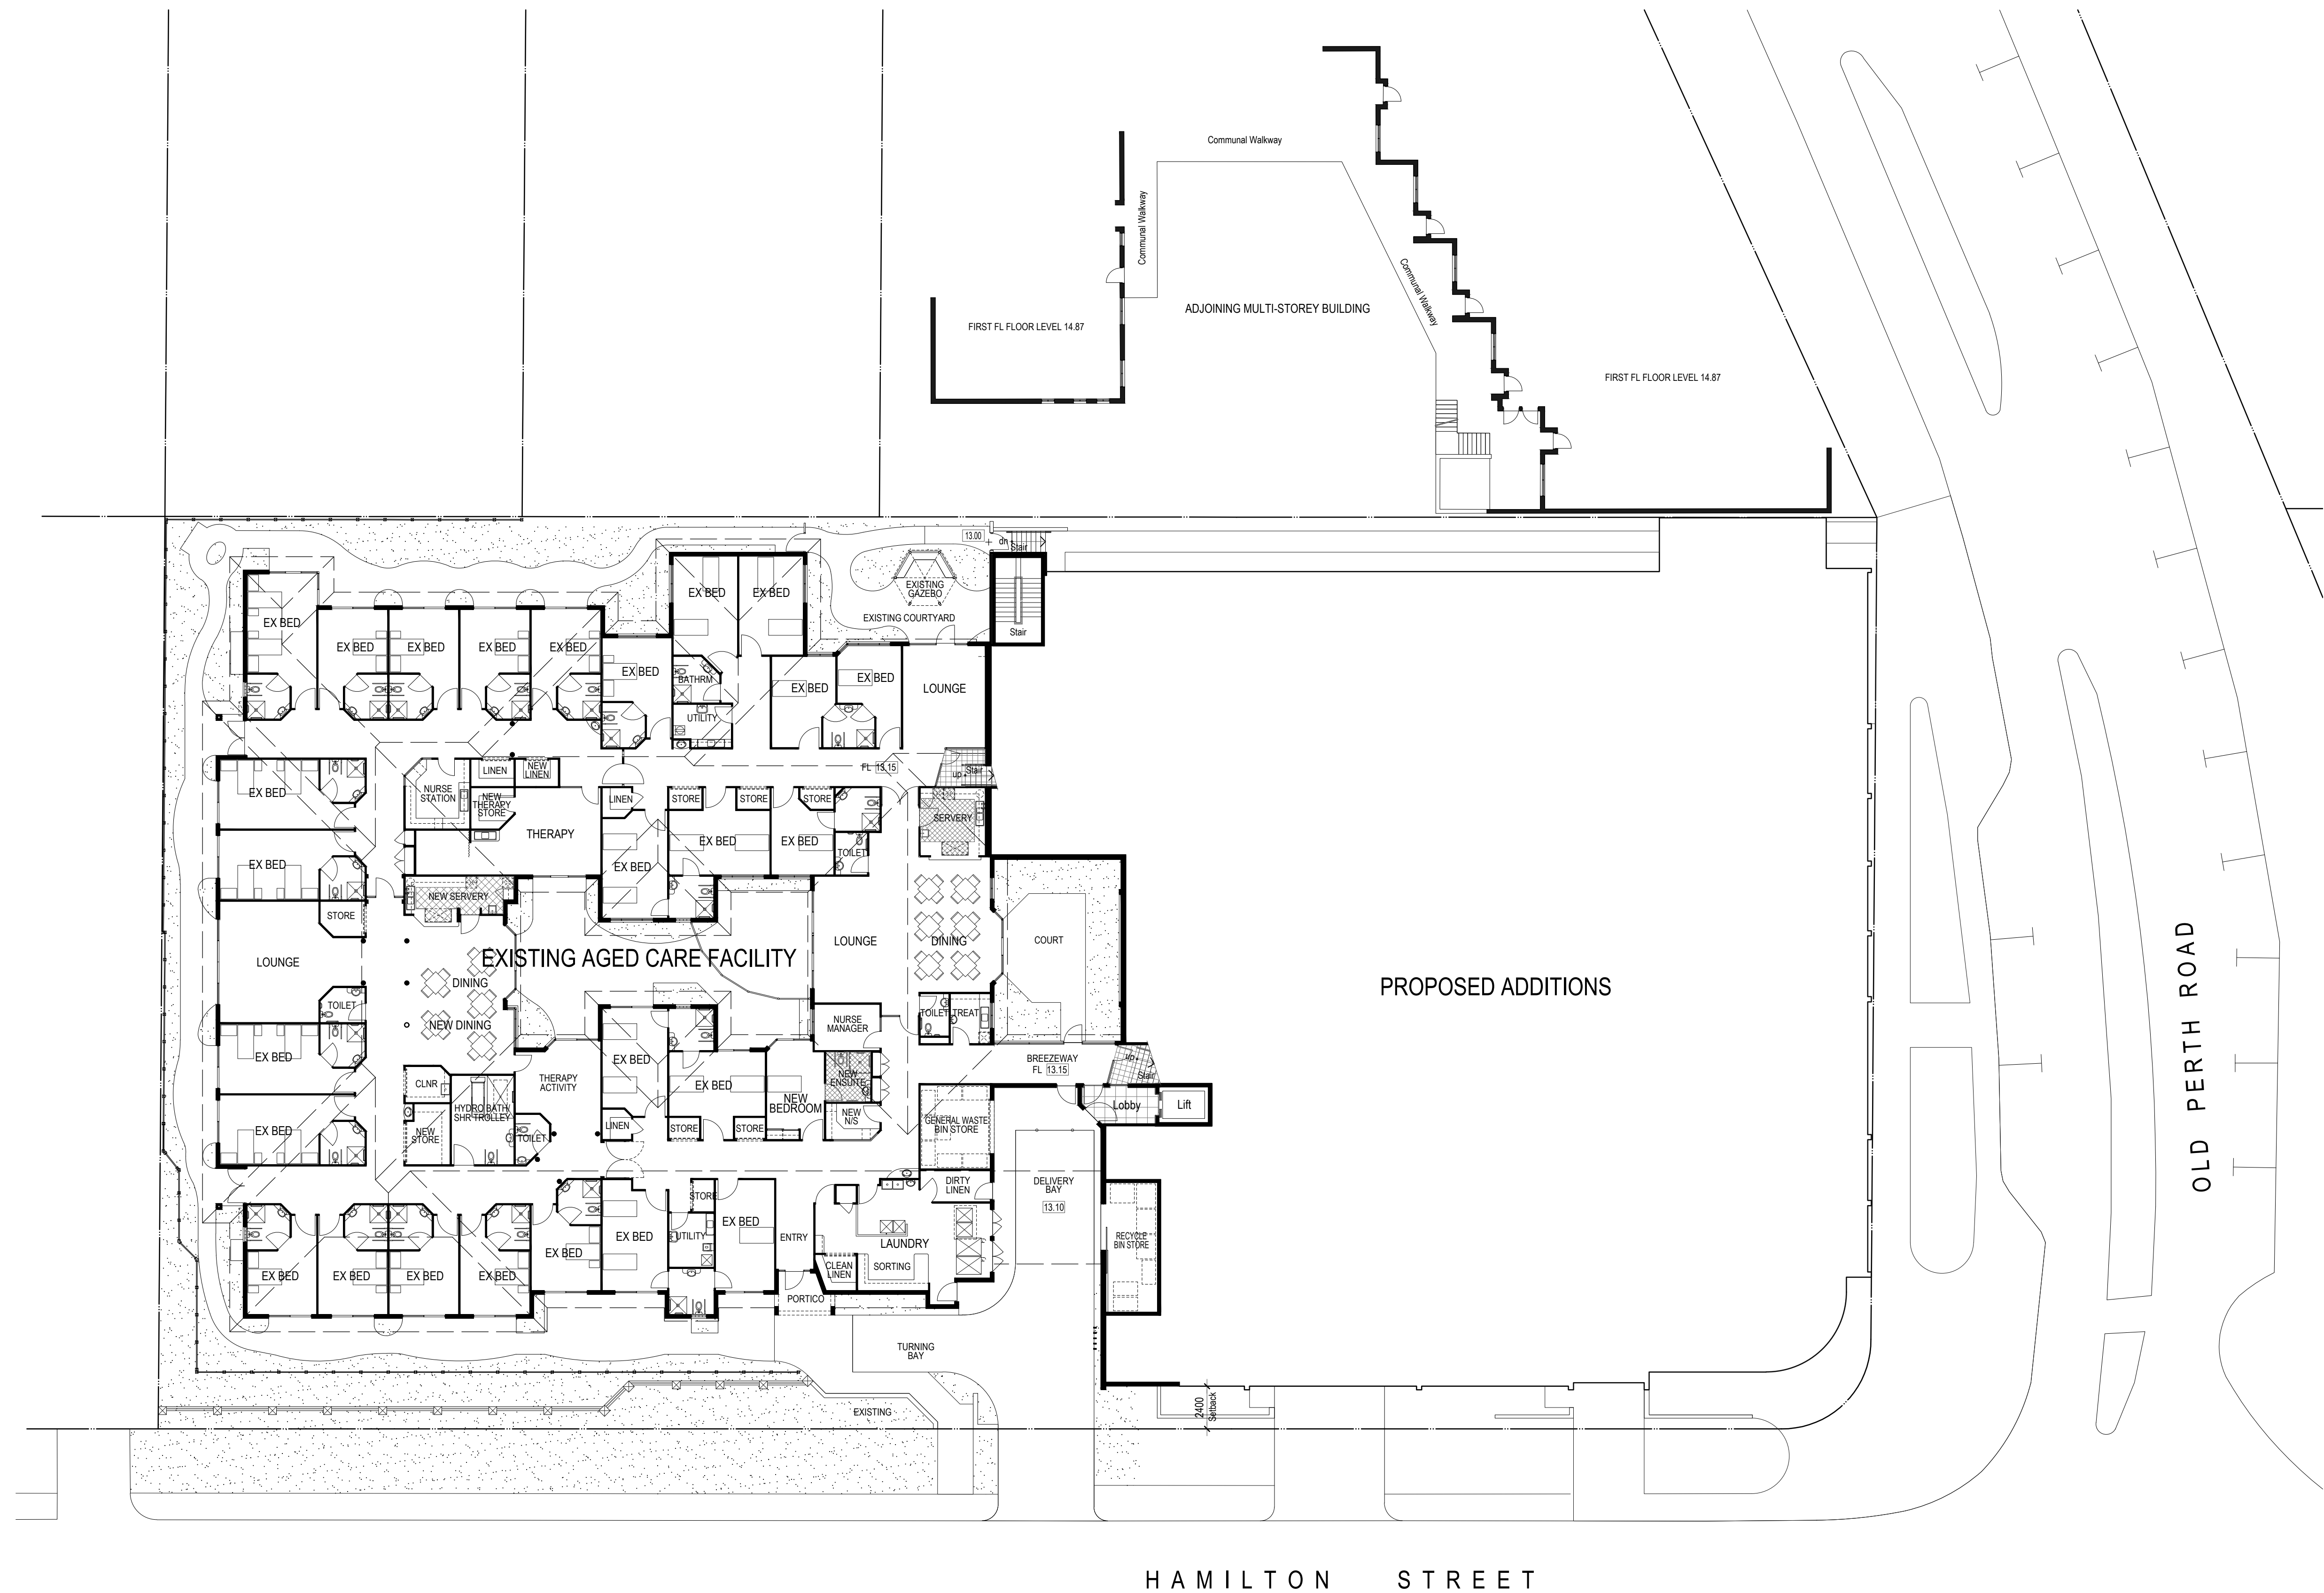 Communal Walkway
Communal Walkway
Communal Walkway
ADJOINING MULTI-STOREY BUILDING
FIRST FL FLOOR LEVEL 14.87
FIRST FL FLOOR LEVEL 14.87
13.00
dn
Stair
EXISTING
GAZEBO
EX BED
EX BED
EXISTING COURTYARD
EX BED
Stair
EX BED
EX BED
EX BED
EX BED
EX BED
BATHRM
EX BED
EX BED
LOUNGE
UTILITY
FL 13.15
up
Stair
LINEN
NEW
LINEN
NURSE
STATION
NEW
THERAPY
STORE
EX BED
LINEN
STORE
STORE
STORE
SERVERY
THERAPY
EX BED
EX BED
TOILET
EX BED
EX BED
NEW SERVERY
STORE
LOUNGE
DINING
COURT
EXISTING AGED CARE FACILITY
LOUNGE
DINING
PROPOSED ADDITIONS
TOILET
NEW DINING
NURSE
MANAGER
TOILET
TREAT
EX BED
EX BED
BREEZEWAY
FL 13.15
up
Stair
CLNR
THERAPY
ACTIVITY
EX BED
NEW
ENSUITE
NEW
BEDROOM
HYDRO BATH/
SHR TROLLEY
NEW
N/S
GENERAL WASTE
BIN STORE
Lobby
Lift
EX BED
NEW
STORE
TOILET
LINEN
STORE
STORE
DIRTY
LINEN
DELIVERY
BAY
13.10
STORE
EX BED
EX BED
UTILITY
ENTRY
LAUNDRY
RECYCLE
BIN STORE
EX BED
CLEAN
LINEN
SORTING
EX BED
EX BED
EX BED
EX BED
PORTICO
TURNING
BAY
EXISTING
2400
Setback
OLD PERTH ROAD
HAMILTON STREET